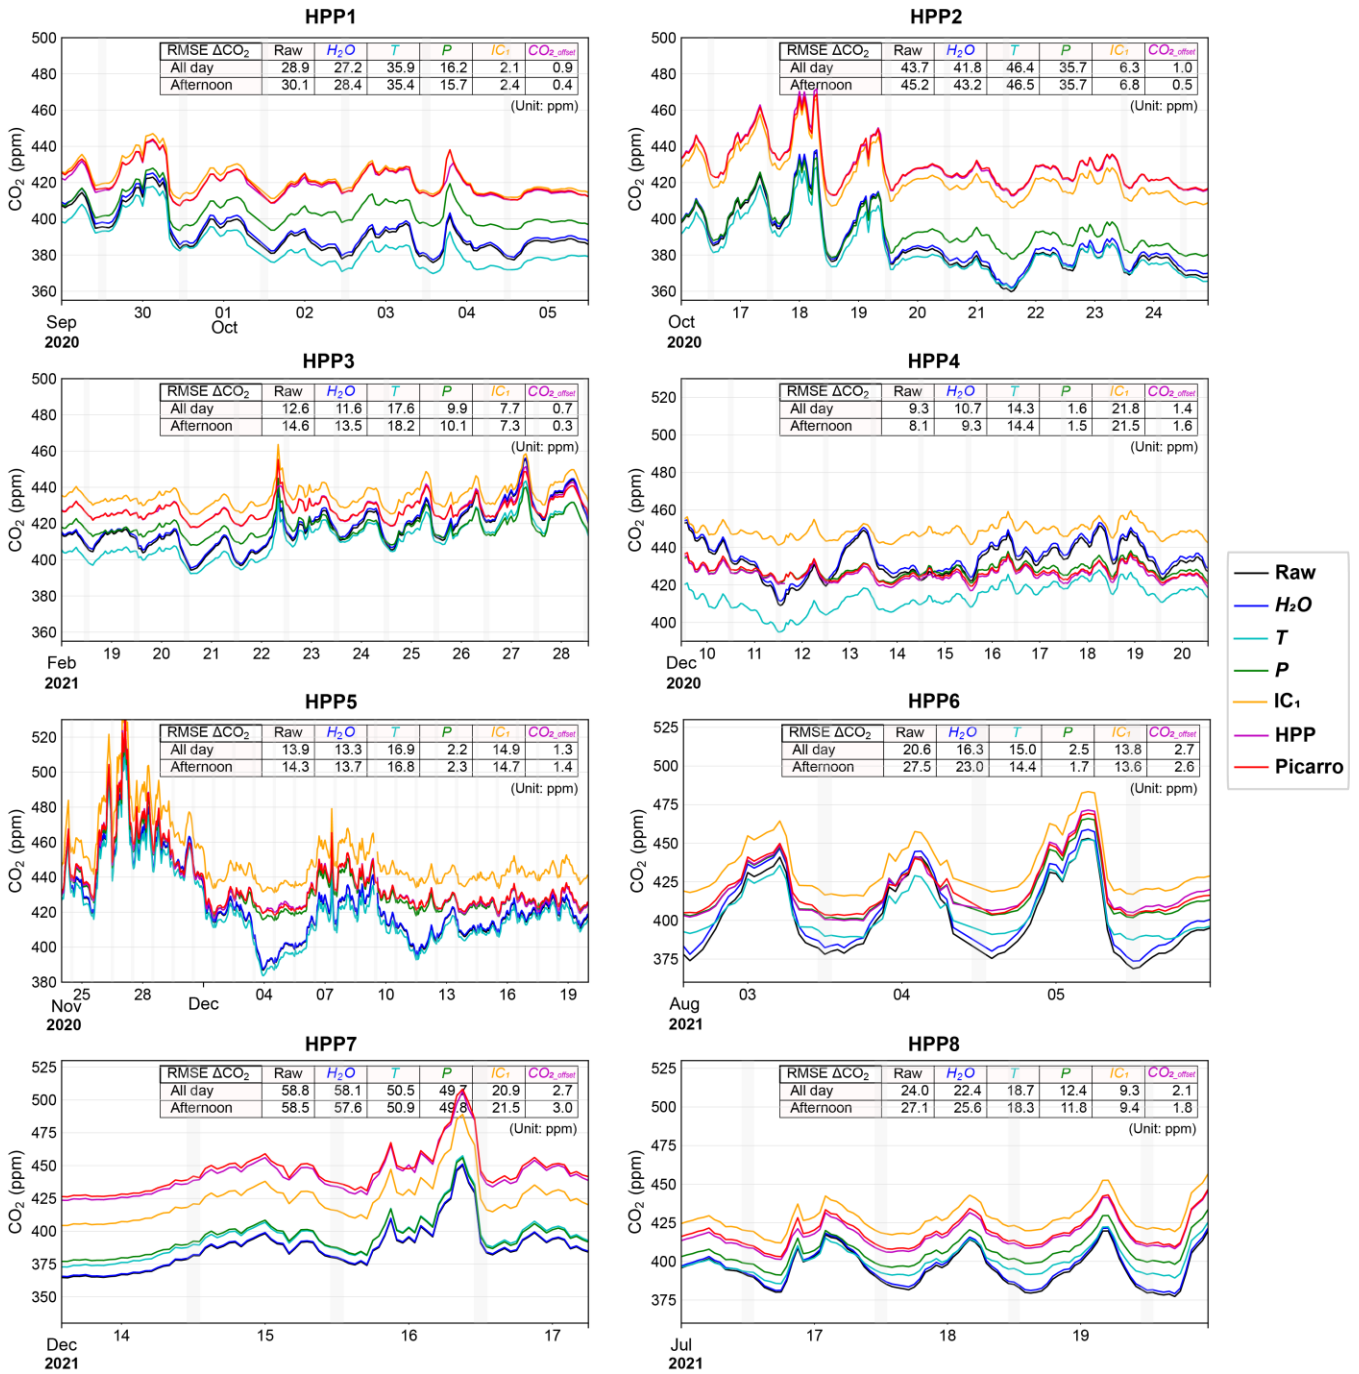 HPP1
RMSE ΔCO₂ Raw H₂O T P IC₁ CO₂_offset
All day 28.9 27.2 35.9 16.2 2.1 0.9
Afternoon 30.1 28.4 35.4 15.7 2.4 0.4
(Unit: ppm)
CO₂ (ppm)
500
480
460
440
420
400
380
360
30 01 02 03 04 05
Sep Oct
2020
HPP2
RMSE ΔCO₂ Raw H₂O T P IC₁ CO₂_offset
All day 43.7 41.8 46.4 35.7 6.3 1.0
Afternoon 45.2 43.2 46.5 35.7 6.8 0.5
(Unit: ppm)
CO₂ (ppm)
500
480
460
440
420
400
380
360
17 18 19 20 21 22 23 24
Oct
2020
HPP3
RMSE ΔCO₂ Raw H₂O T P IC₁ CO₂_offset
All day 12.6 11.6 17.6 9.9 7.7 0.7
Afternoon 14.6 13.5 18.2 10.1 7.3 0.3
(Unit: ppm)
CO₂ (ppm)
500
480
460
440
420
400
380
360
19 20 21 22 23 24 25 26 27 28
Feb
2021
HPP4
RMSE ΔCO₂ Raw H₂O T P IC₁ CO₂_offset
All day 9.3 10.7 14.3 1.6 21.8 1.4
Afternoon 8.1 9.3 14.4 1.5 21.5 1.6
(Unit: ppm)
CO₂ (ppm)
520
500
480
460
440
420
400
10 11 12 13 14 15 16 17 18 19 20
Dec
2020
HPP5
RMSE ΔCO₂ Raw H₂O T P IC₁ CO₂_offset
All day 13.9 13.3 16.9 2.2 14.9 1.3
Afternoon 14.3 13.7 16.8 2.3 14.7 1.4
(Unit: ppm)
CO₂ (ppm)
520
500
480
460
440
420
400
380
25 28 Dec 04 07 10 13 16 19
Nov
2020
HPP6
RMSE ΔCO₂ Raw H₂O T P IC₁ CO₂_offset
All day 20.6 16.3 15.0 2.5 13.8 2.7
Afternoon 27.5 23.0 14.4 1.7 13.6 2.6
(Unit: ppm)
CO₂ (ppm)
525
500
475
450
425
400
375
03 04 05
Aug
2021
HPP7
RMSE ΔCO₂ Raw H₂O T P IC₁ CO₂_offset
All day 58.8 58.1 50.5 49.7 20.9 2.7
Afternoon 58.5 57.6 50.9 49.8 21.5 3.0
(Unit: ppm)
CO₂ (ppm)
525
500
475
450
425
400
375
350
14 15 16 17
Dec
2021
HPP8
RMSE ΔCO₂ Raw H₂O T P IC₁ CO₂_offset
All day 24.0 22.4 18.7 12.4 9.3 2.1
Afternoon 27.1 25.6 18.3 11.8 9.4 1.8
(Unit: ppm)
CO₂ (ppm)
525
500
475
450
425
400
375
17 18 19
Jul
2021
Raw
H₂O
T
P
IC₁
HPP
Picarro